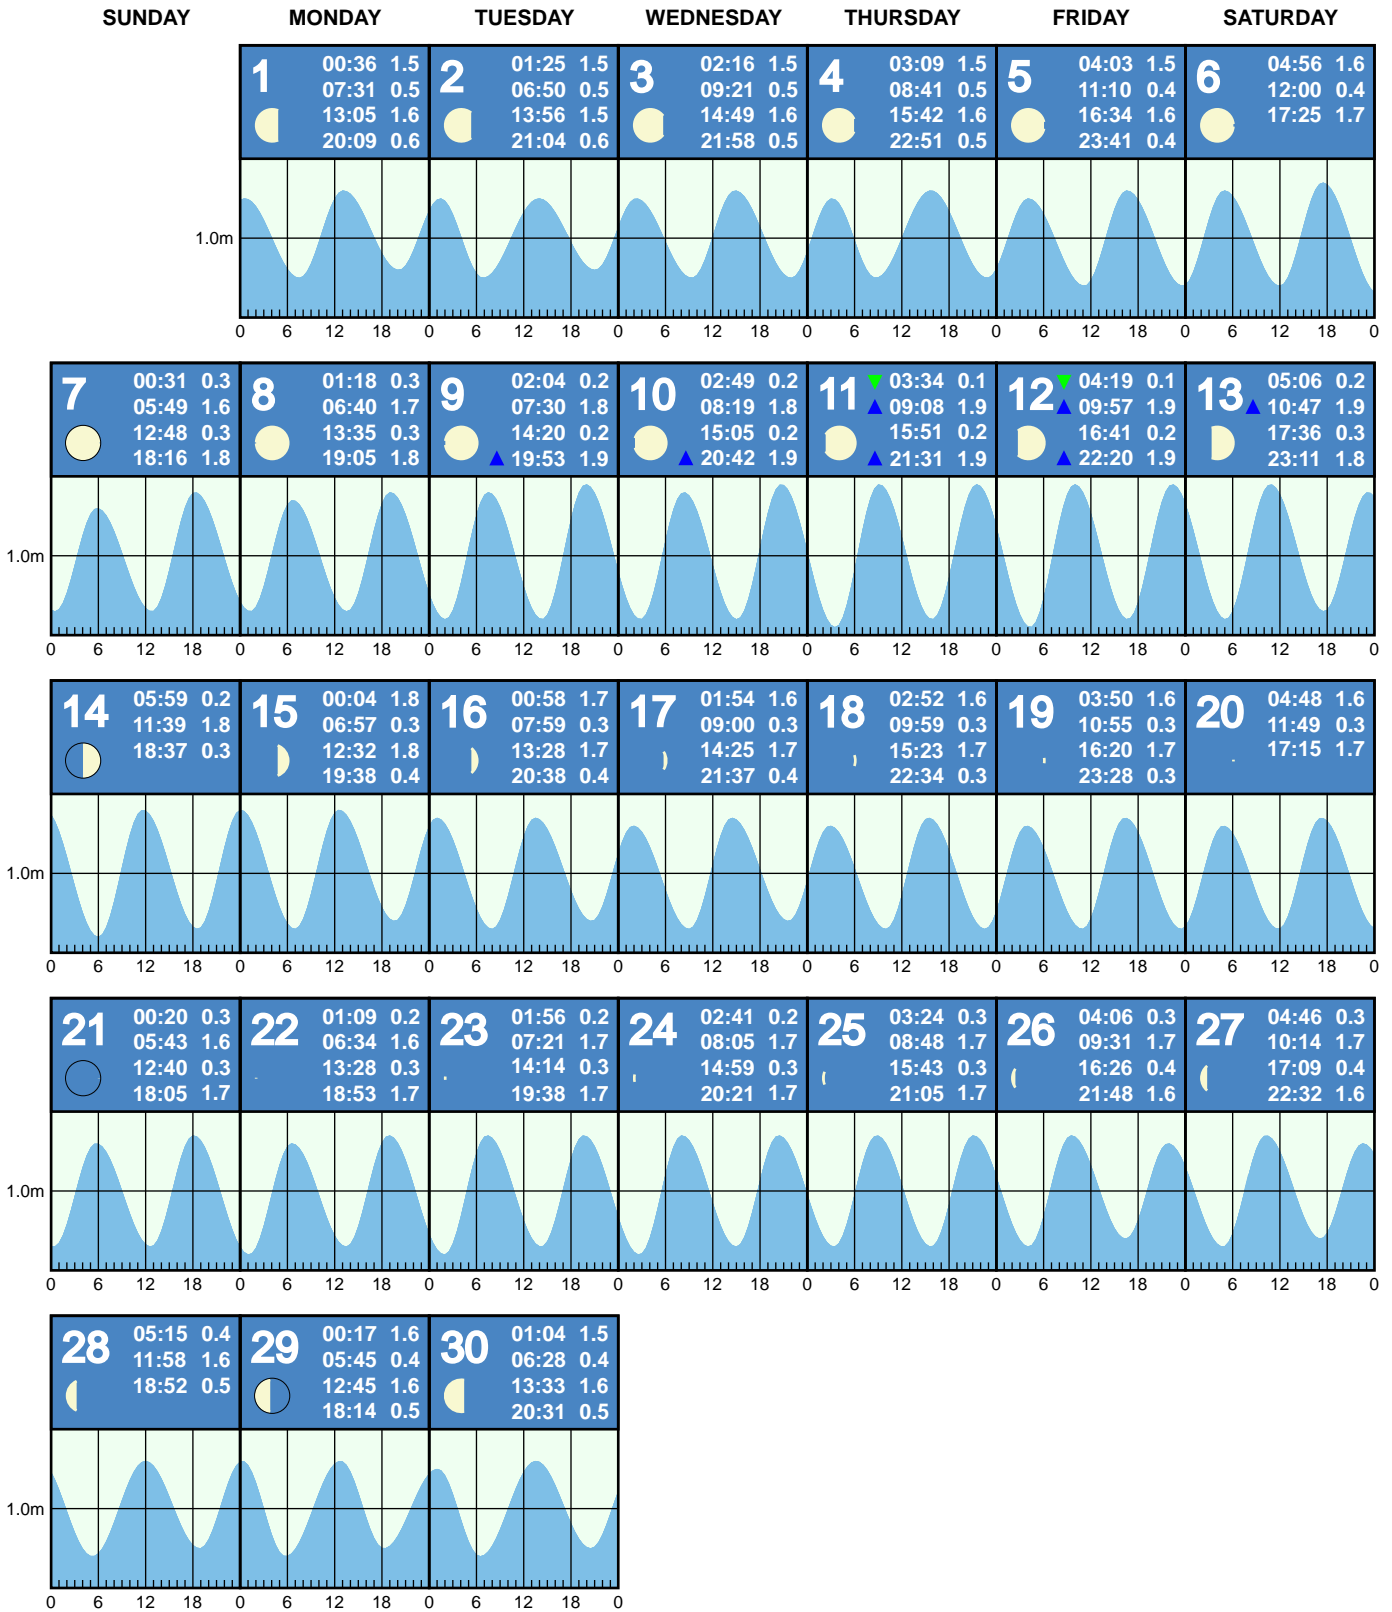 SUNDAY MONDAY TUESDAY WEDNESDAY THURSDAY FRIDAY SATURDAY
1 00:36 1.5
07:31 0.5
13:05 1.6
20:09 0.6
2 01:25 1.5
06:50 0.5
13:56 1.5
21:04 0.6
3 02:16 1.5
09:21 0.5
14:49 1.6
21:58 0.5
4 03:09 1.5
08:41 0.5
15:42 1.6
22:51 0.5
5 04:03 1.5
11:10 0.4
16:34 1.6
23:41 0.4
6 04:56 1.6
12:00 0.4
17:25 1.7
1.0m
0 6 12 18 0 6 12 18 0 6 12 18 0 6 12 18 0 6 12 18 0 6 12 18 0
7 00:31 0.3
05:49 1.6
12:48 0.3
18:16 1.8
8 01:18 0.3
06:40 1.7
13:35 0.3
19:05 1.8
9 02:04 0.2
07:30 1.8
14:20 0.2
▲ 19:53 1.9
10 02:49 0.2
08:19 1.8
15:05 0.2
▲ 20:42 1.9
11 ▼ 03:34 0.1
▲ 09:08 1.9
15:51 0.2
▲ 21:31 1.9
12 ▼ 04:19 0.1
▲ 09:57 1.9
16:41 0.2
▲ 22:20 1.9
13 05:06 0.2
▲ 10:47 1.9
17:36 0.3
23:11 1.8
1.0m
0 6 12 18 0 6 12 18 0 6 12 18 0 6 12 18 0 6 12 18 0 6 12 18 0 6 12 18 0
14 05:59 0.2
11:39 1.8
18:37 0.3
15 00:04 1.8
06:57 0.3
12:32 1.8
19:38 0.4
16 00:58 1.7
07:59 0.3
13:28 1.7
20:38 0.4
17 01:54 1.6
09:00 0.3
14:25 1.7
21:37 0.4
18 02:52 1.6
09:59 0.3
15:23 1.7
22:34 0.3
19 03:50 1.6
10:55 0.3
16:20 1.7
23:28 0.3
20 04:48 1.6
11:49 0.3
17:15 1.7
1.0m
0 6 12 18 0 6 12 18 0 6 12 18 0 6 12 18 0 6 12 18 0 6 12 18 0 6 12 18 0
21 00:20 0.3
05:43 1.6
12:40 0.3
18:05 1.7
22 01:09 0.2
06:34 1.6
13:28 0.3
18:53 1.7
23 01:56 0.2
07:21 1.7
14:14 0.3
19:38 1.7
24 02:41 0.2
08:05 1.7
14:59 0.3
20:21 1.7
25 03:24 0.3
08:48 1.7
15:43 0.3
21:05 1.7
26 04:06 0.3
09:31 1.7
16:26 0.4
21:48 1.6
27 04:46 0.3
10:14 1.7
17:09 0.4
22:32 1.6
1.0m
0 6 12 18 0 6 12 18 0 6 12 18 0 6 12 18 0 6 12 18 0 6 12 18 0 6 12 18 0
28 05:15 0.4
11:58 1.6
18:52 0.5
29 00:17 1.6
05:45 0.4
12:45 1.6
18:14 0.5
30 01:04 1.5
06:28 0.4
13:33 1.6
20:31 0.5
1.0m
0 6 12 18 0 6 12 18 0 6 12 18 0